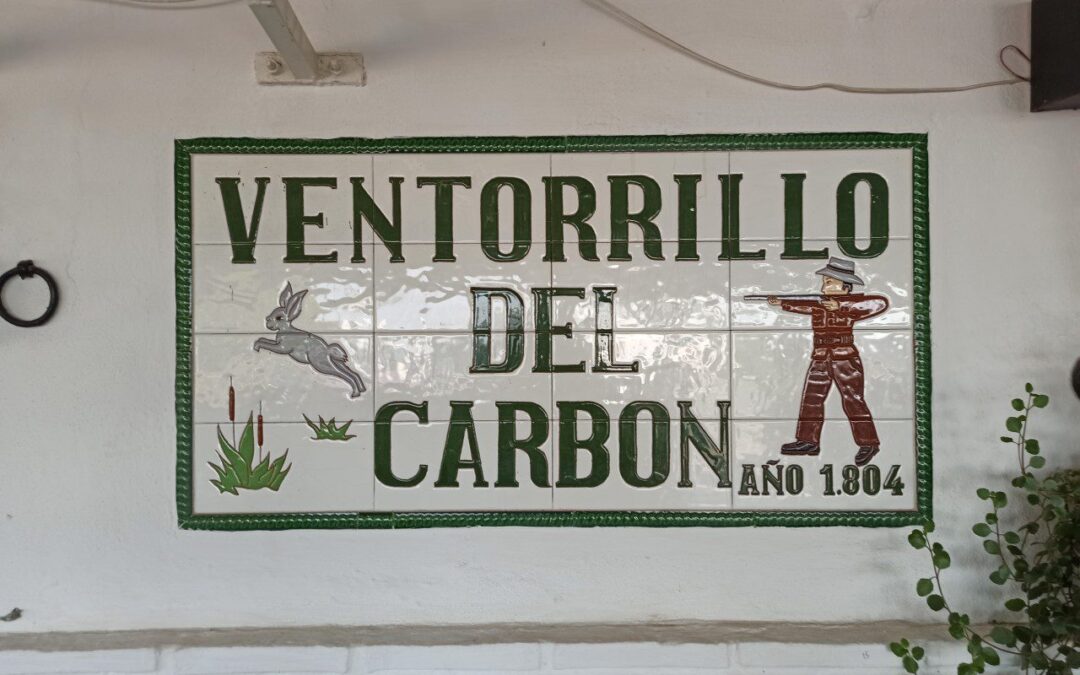 VENTORRILLO
DEL
CARBON
AÑO 1.804